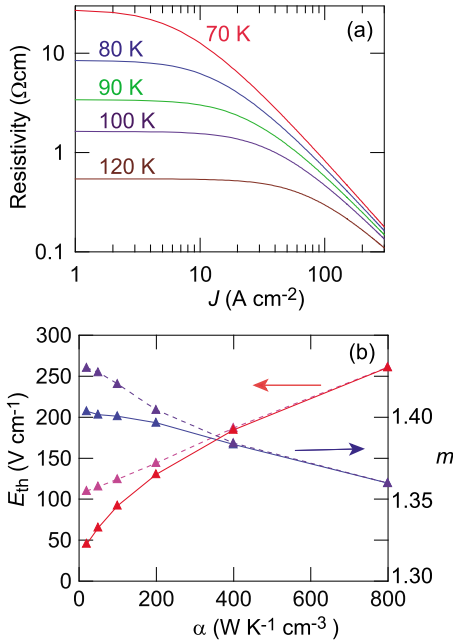 (a)
70 K
80 K
90 K
100 K
120 K
10
1
0.1
Resistivity (Ωcm)
1 10 100
J (A cm-2)
(b)
300
250
200
150
100
50
0
Eth (V cm-1)
1.40
1.35
1.30
m
0 200 400 600 800
α (W K-1 cm-3)